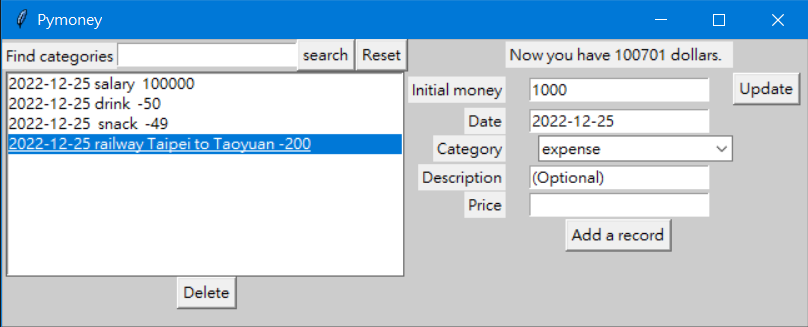 Pymoney
Find categories search Reset
Now you have 100701 dollars.
2022-12-25 salary 100000
2022-12-25 drink -50
2022-12-25 snack -49
2022-12-25 railway Taipei to Taoyuan -200
Delete
Initial money 1000 Update
Date 2022-12-25
Category expense
Description (Optional)
Price
Add a record